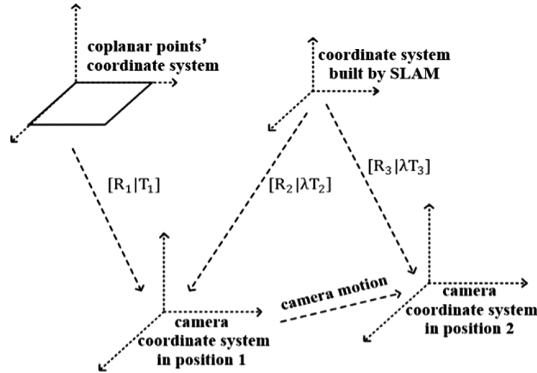 coplanar points’
coordinate system
coordinate system
built by SLAM
[R₁|T₁]
[R₂|λT₂]
[R₃|λT₃]
camera motion
camera
coordinate system
in position 1
camera
coordinate system
in position 2